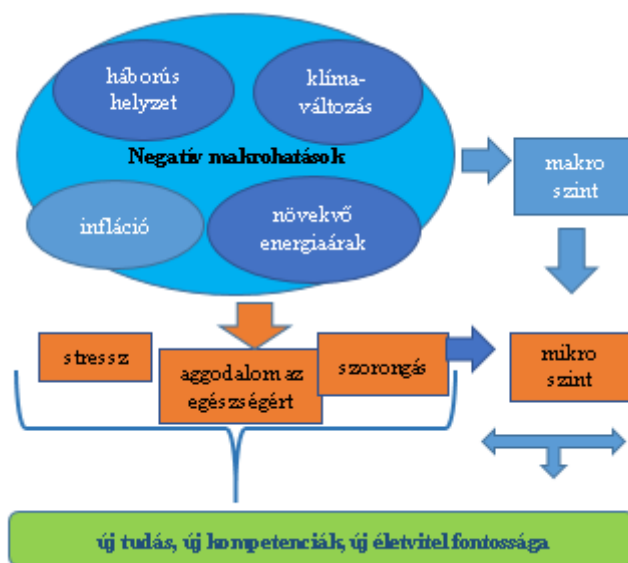 háborús
helyzet
klíma-
változás
Negatív makrohatások
makro
szint
infláció
növekvő
energiaárak
stressz
aggodalom az
egészségért
szorongás
mikro
szint
új tudás, új kompetenciák, új életvitel fontossága